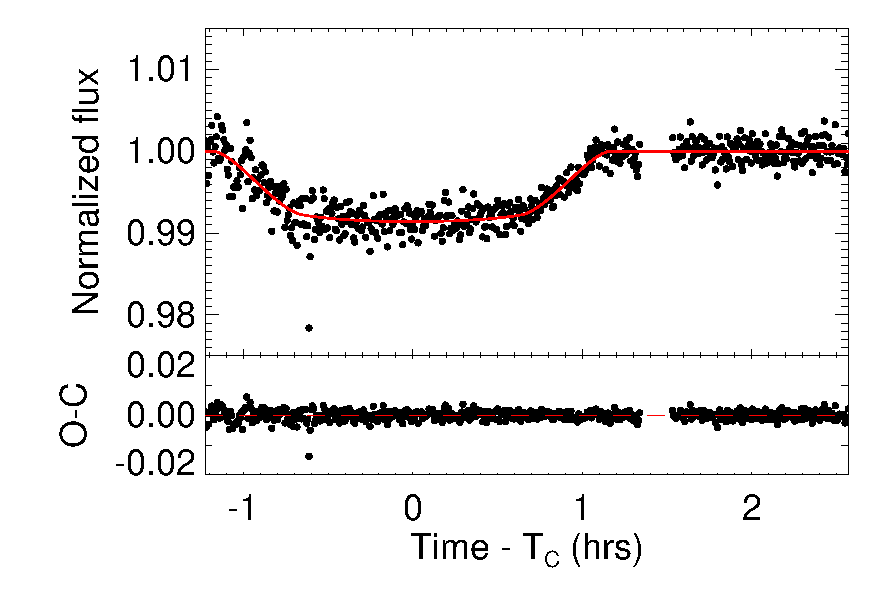 Normalized flux
1.01
1.00
0.99
0.98
O-C
0.02
0.00
-0.02
-1 0 1 2
Time - T_C (hrs)